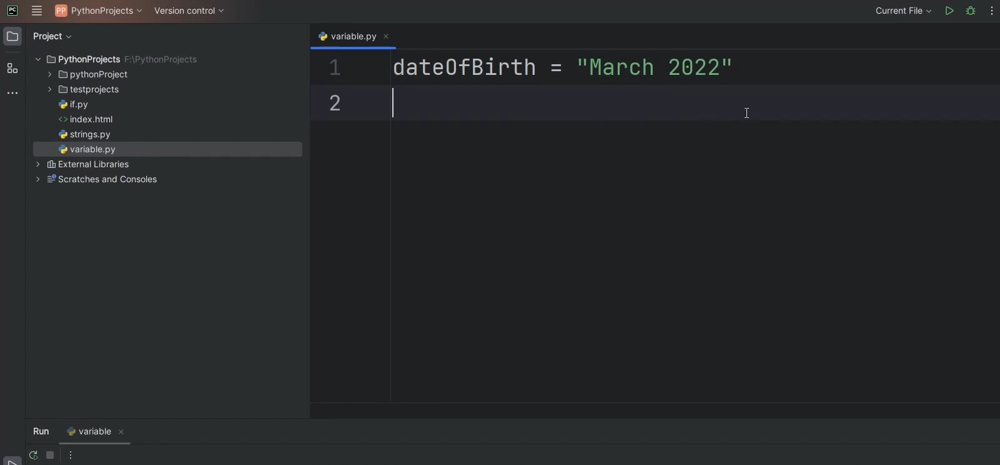 PC PP PythonProjects Version control Current File
Project
variable.py
PythonProjects F:\PythonProjects
pythonProject
testprojects
if.py
<> index.html
strings.py
variable.py
External Libraries
Scratches and Consoles
1 dateOfBirth = "March 2022"
2
Run variable